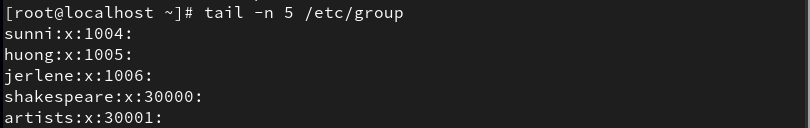 [root@localhost ~]# tail -n 5 /etc/group
sunni:x:1004:
huong:x:1005:
jerlene:x:1006:
shakespeare:x:30000:
artists:x:30001: